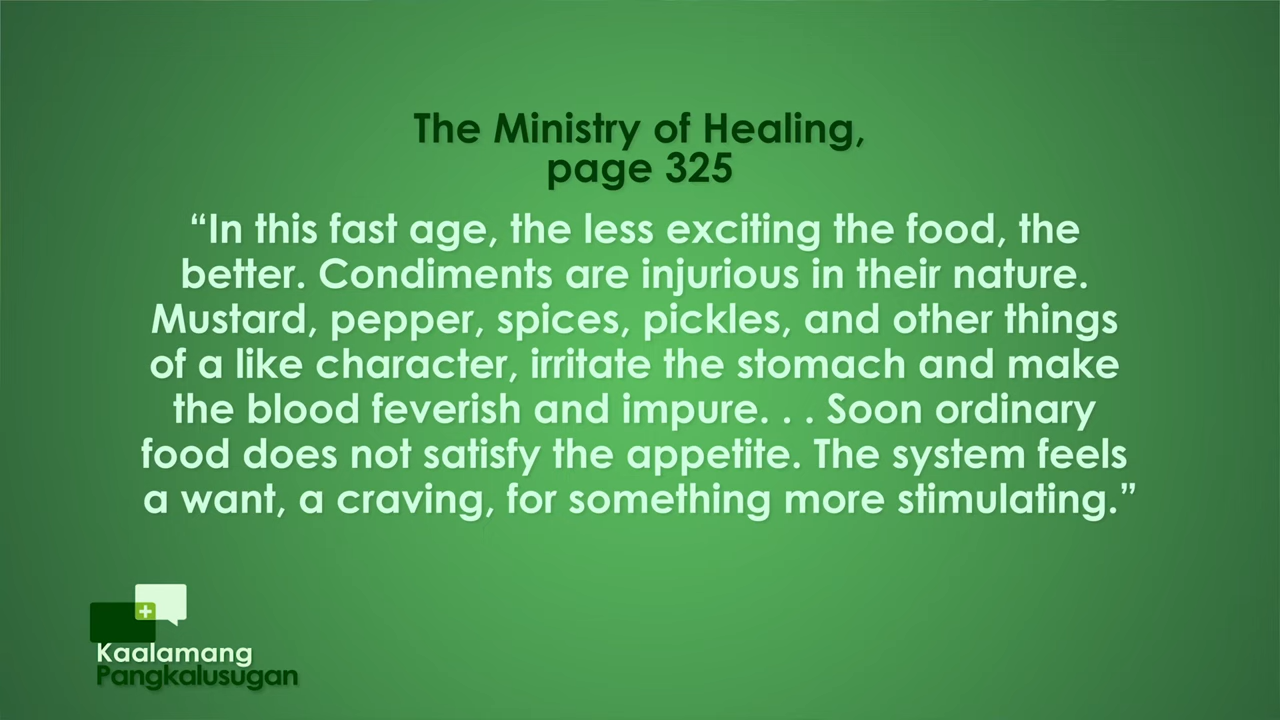 The Ministry of Healing,
page 325
“In this fast age, the less exciting the food, the
better. Condiments are injurious in their nature.
Mustard, pepper, spices, pickles, and other things
of a like character, irritate the stomach and make
the blood feverish and impure. . . Soon ordinary
food does not satisfy the appetite. The system feels
a want, a craving, for something more stimulating.”
Kaalamang
Pangkalusugan